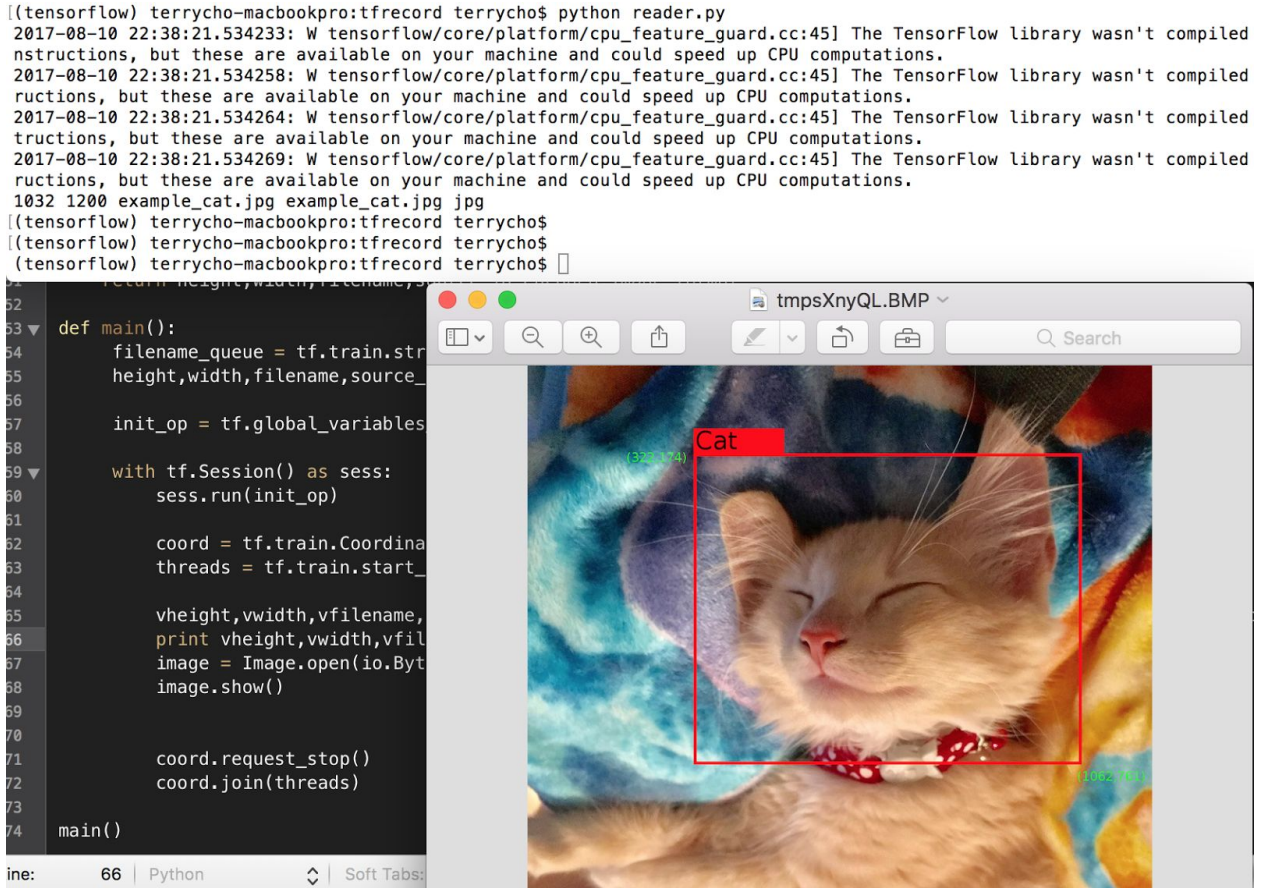 (tensorflow) terrycho-macbookpro:tfrecord terrycho$ python reader.py
2017-08-10 22:38:21.534233: W tensorflow/core/platform/cpu_feature_guard.cc:45] The TensorFlow library wasn't compiled
nstructions, but these are available on your machine and could speed up CPU computations.
2017-08-10 22:38:21.534258: W tensorflow/core/platform/cpu_feature_guard.cc:45] The TensorFlow library wasn't compiled
ructions, but these are available on your machine and could speed up CPU computations.
2017-08-10 22:38:21.534264: W tensorflow/core/platform/cpu_feature_guard.cc:45] The TensorFlow library wasn't compiled
tructions, but these are available on your machine and could speed up CPU computations.
2017-08-10 22:38:21.534269: W tensorflow/core/platform/cpu_feature_guard.cc:45] The TensorFlow library wasn't compiled
ructions, but these are available on your machine and could speed up CPU computations.
1032 1200 example_cat.jpg example_cat.jpg jpg
(tensorflow) terrycho-macbookpro:tfrecord terrycho$
(tensorflow) terrycho-macbookpro:tfrecord terrycho$
(tensorflow) terrycho-macbookpro:tfrecord terrycho$
return height,width,filename,s
52
53 def main():
54 filename_queue = tf.train.str
55 height,width,filename,source_
56
57 init_op = tf.global_variables
58
59 with tf.Session() as sess:
60 sess.run(init_op)
61
62 coord = tf.train.Coordina
63 threads = tf.train.start_
64
65 vheight,vwidth,vfilename,
66 print vheight,vwidth,vfil
67 image = Image.open(io.Byt
68 image.show()
69
70
71 coord.request_stop()
72 coord.join(threads)
73
74 main()
ine: 66 Python Soft Tabs:
tmpsXnyQL.BMP
Search
Cat
(322,174)